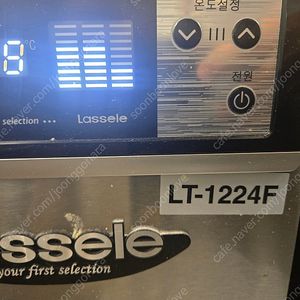 온도설정
8 °C
selection ...
Lassele
전원
LT-1224F
ssele
your first selection